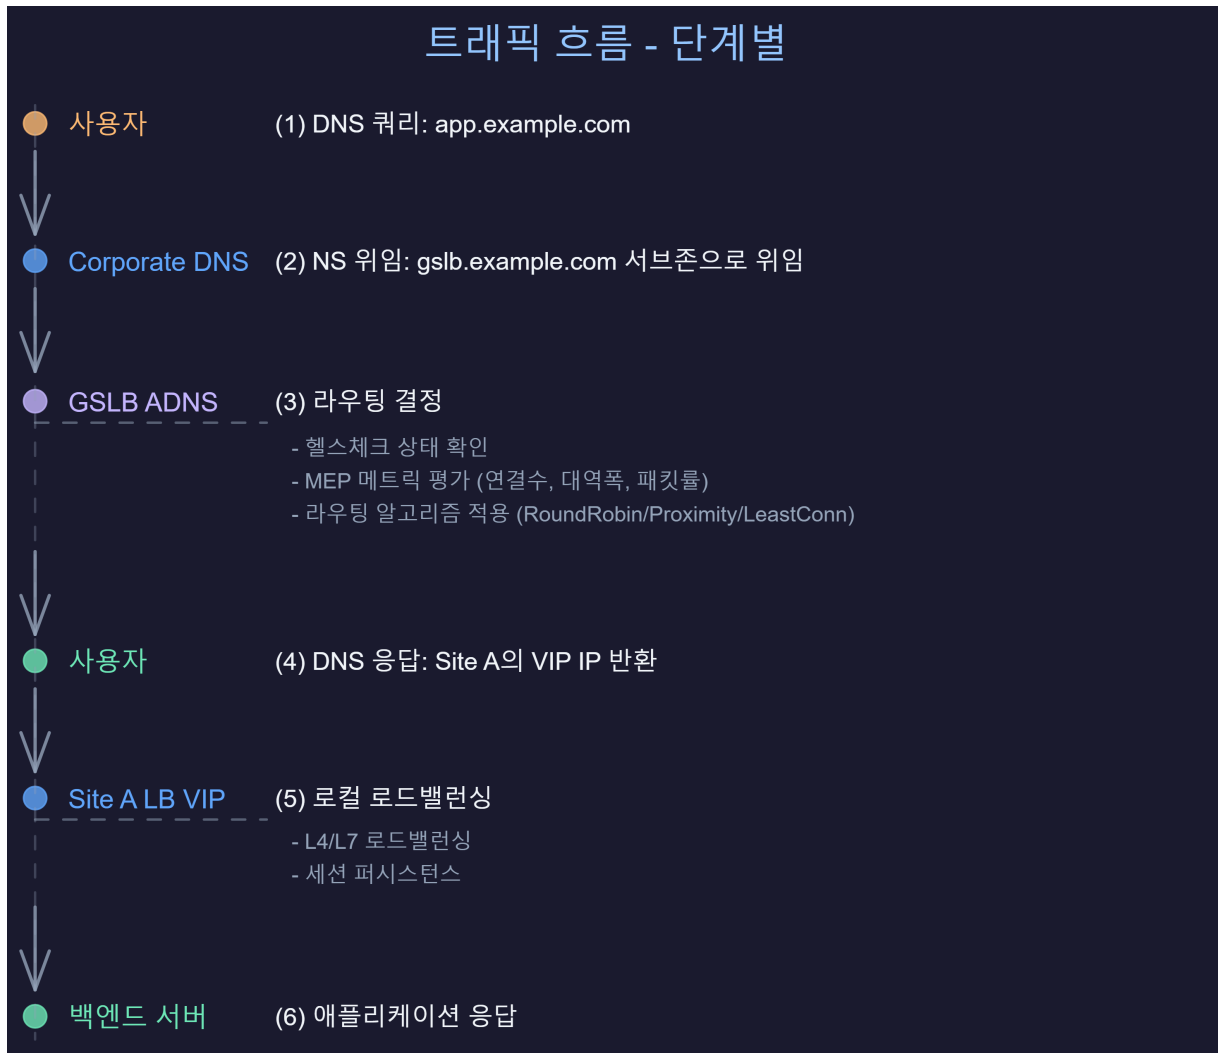 트래픽 흐름 - 단계별
사용자 (1) DNS 쿼리: app.example.com
Corporate DNS (2) NS 위임: gslb.example.com 서브존으로 위임
GSLB ADNS (3) 라우팅 결정
- 헬스체크 상태 확인
- MEP 메트릭 평가 (연결수, 대역폭, 패킷률)
- 라우팅 알고리즘 적용 (RoundRobin/Proximity/LeastConn)
사용자 (4) DNS 응답: Site A의 VIP IP 반환
Site A LB VIP (5) 로컬 로드밸런싱
- L4/L7 로드밸런싱
- 세션 퍼시스턴스
백엔드 서버 (6) 애플리케이션 응답